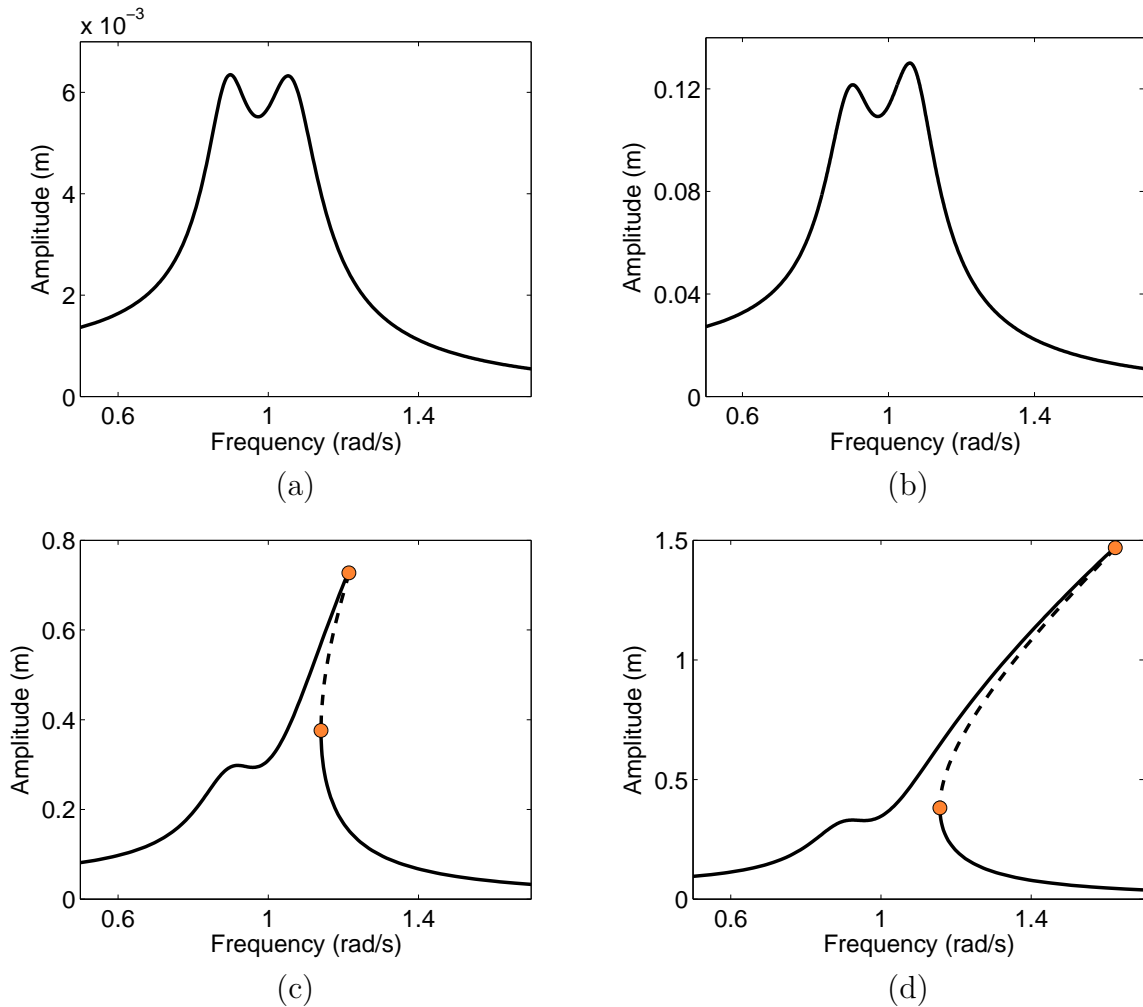 x 10⁻³
6
4
2
0
0.6 1 1.4
Amplitude (m)
Frequency (rad/s)
(a)
0.12
0.08
0.04
0
0.6 1 1.4
Amplitude (m)
Frequency (rad/s)
(b)
0.8
0.6
0.4
0.2
0
0.6 1 1.4
Amplitude (m)
Frequency (rad/s)
(c)
1.5
1
0.5
0
0.6 1 1.4
Amplitude (m)
Frequency (rad/s)
(d)